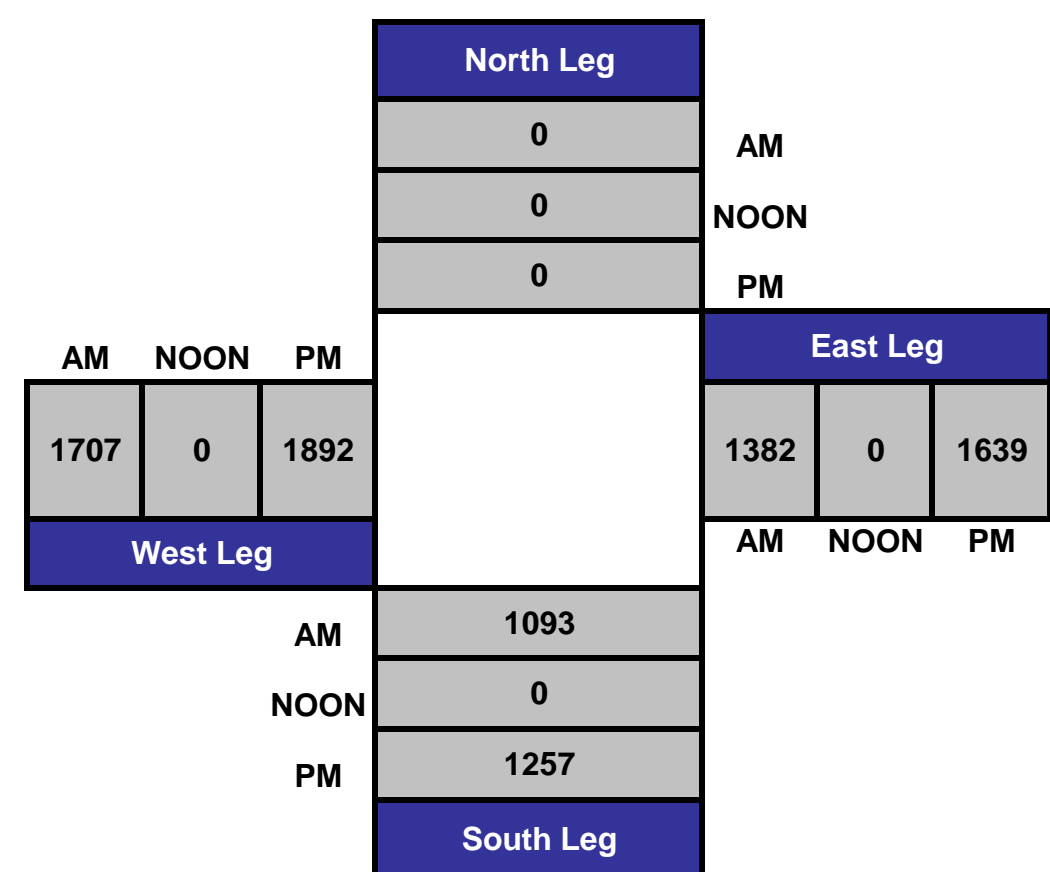 North Leg
0 AM
0 NOON
0 PM
East Leg
AM NOON PM
1707 0 1892
1382 0 1639
West Leg
AM NOON PM
AM 1093
NOON 0
PM 1257
South Leg